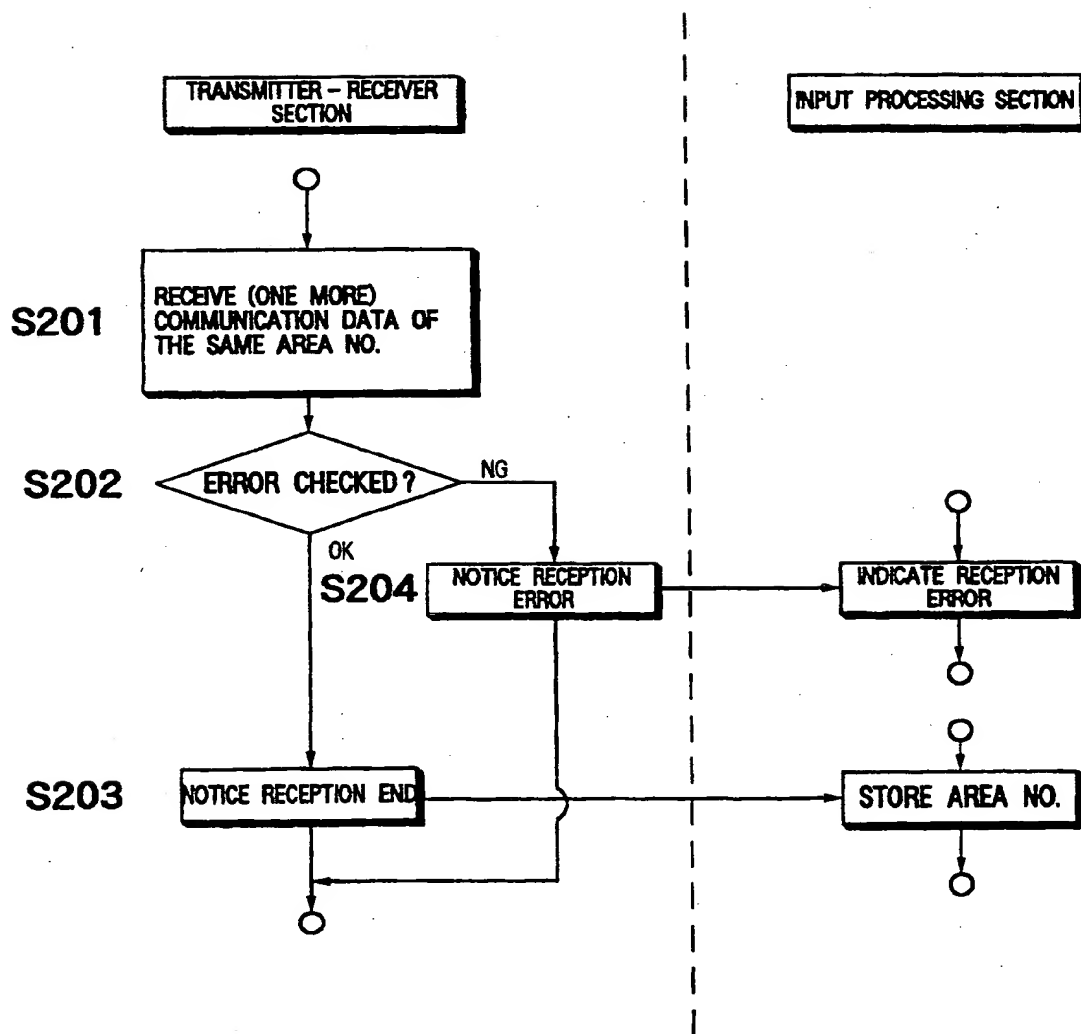 TRANSMITTER – RECEIVER
SECTION
INPUT PROCESSING SECTION
S201
RECEIVE (ONE MORE)
COMMUNICATION DATA OF
THE SAME AREA NO.
S202
ERROR CHECKED?
NG
OK
S204
NOTICE RECEPTION
ERROR
INDICATE RECEPTION
ERROR
S203
NOTICE RECEPTION END
STORE AREA NO.